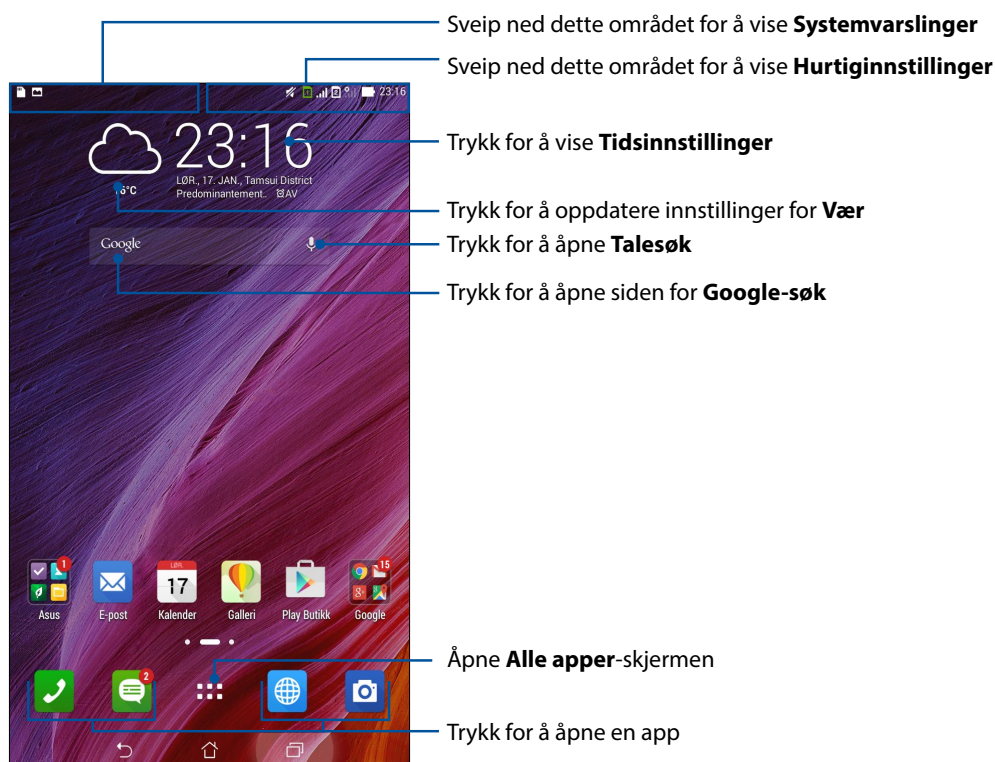 Sveip ned dette området for å vise Systemvarslinger
Sveip ned dette området for å vise Hurtiginnstillinger
23:16
23:16
Trykk for å vise Tidsinnstillinger
LØR., 17. JAN., Tamsui District
Predominantement.. AV
Trykk for å oppdatere innstillinger for Vær
Google
Trykk for å åpne Talesøk
Trykk for å åpne siden for Google-søk
1
LØR.
17
15
Asus
E-post
Kalender
Galleri
Play Butikk
Google
Åpne Alle apper-skjermen
2
Trykk for å åpne en app